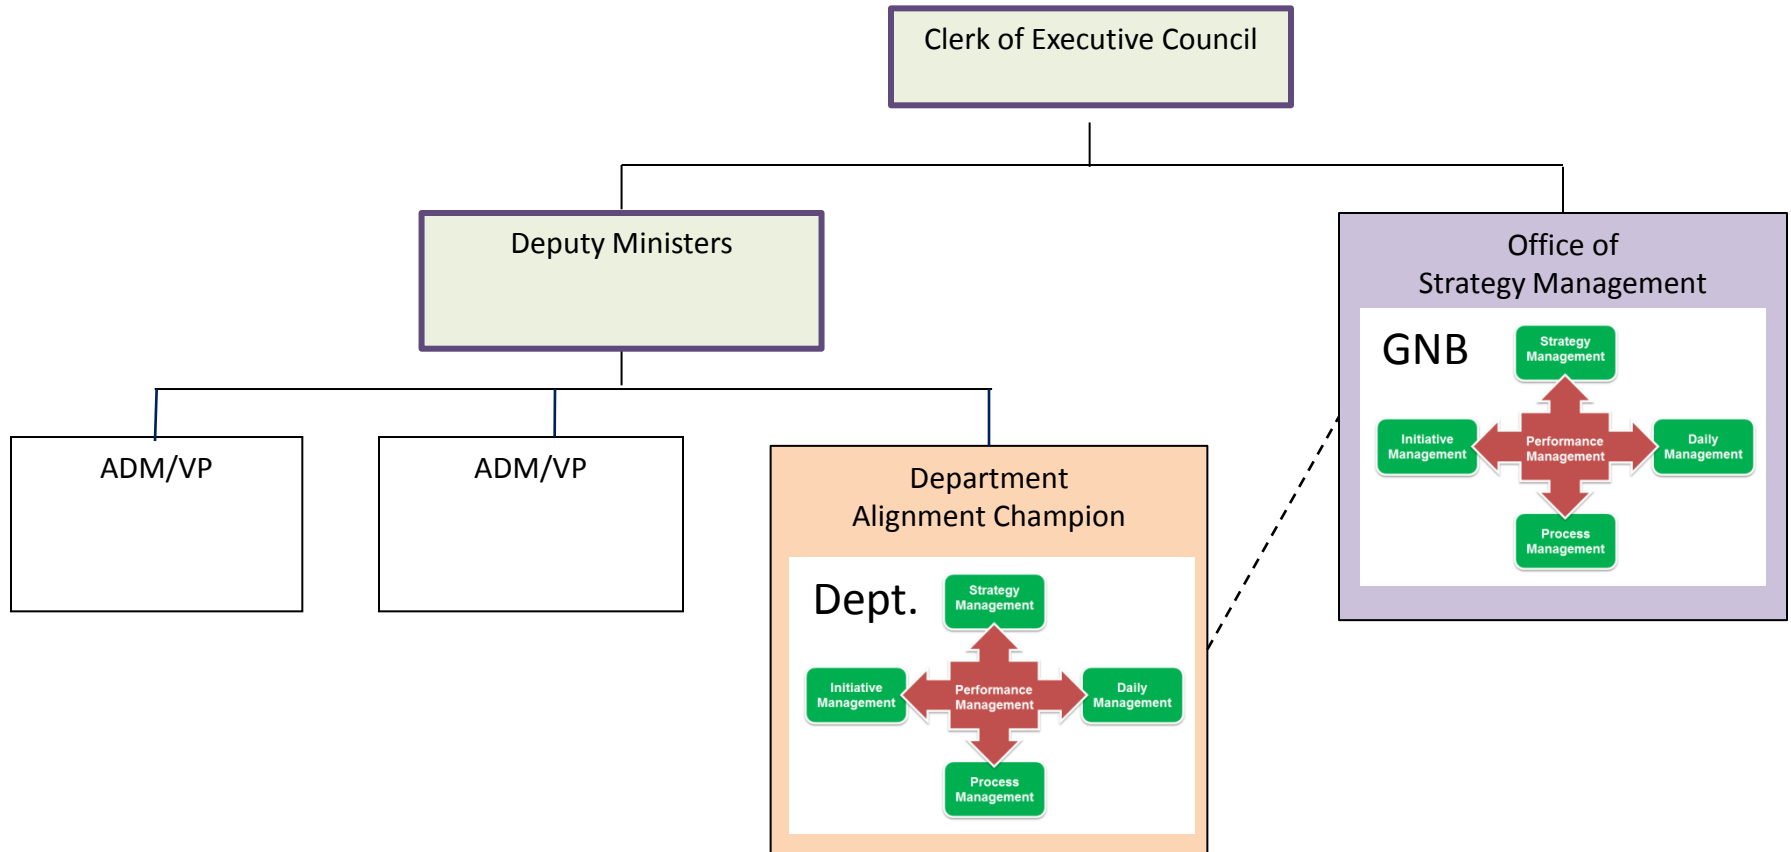 Clerk of Executive Council
Deputy Ministers
Office of
Strategy Management
GNB
Strategy
Management
Initiative
Management
Performance
Management
Daily
Management
Process
Management
ADM/VP
ADM/VP
Department
Alignment Champion
Dept.
Strategy
Management
Initiative
Management
Performance
Management
Daily
Management
Process
Management